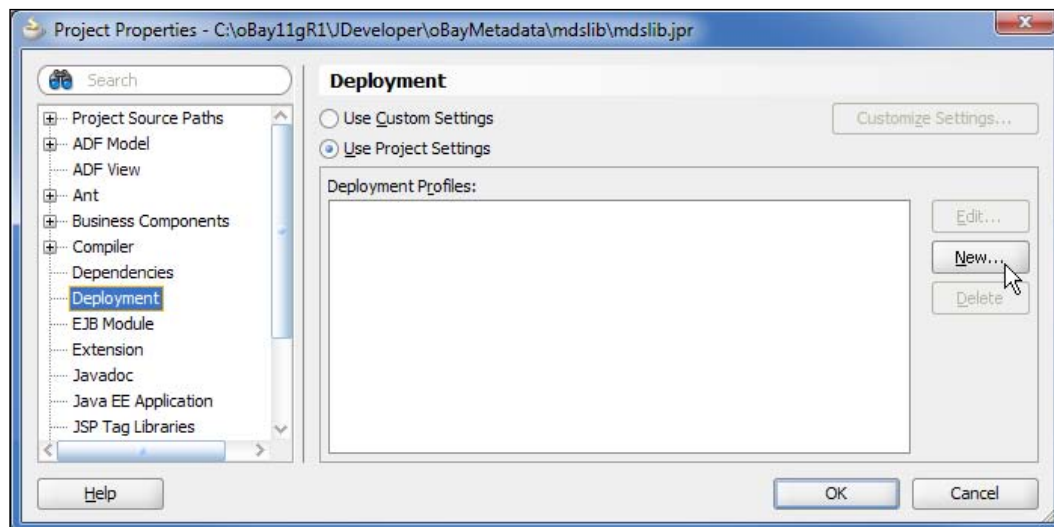 Project Properties - C:\oBay11gR1\JDeveloper\oBayMetadata\mdslib\mdslib.jpr
Search
Project Source Paths
ADF Model
ADF View
Ant
Business Components
Compiler
Dependencies
Deployment
EJB Module
Extension
Javadoc
Java EE Application
JSP Tag Libraries
Deployment
Use Custom Settings
Customize Settings...
Use Project Settings
Deployment Profiles:
Edit...
New...
Delete
Help
OK
Cancel